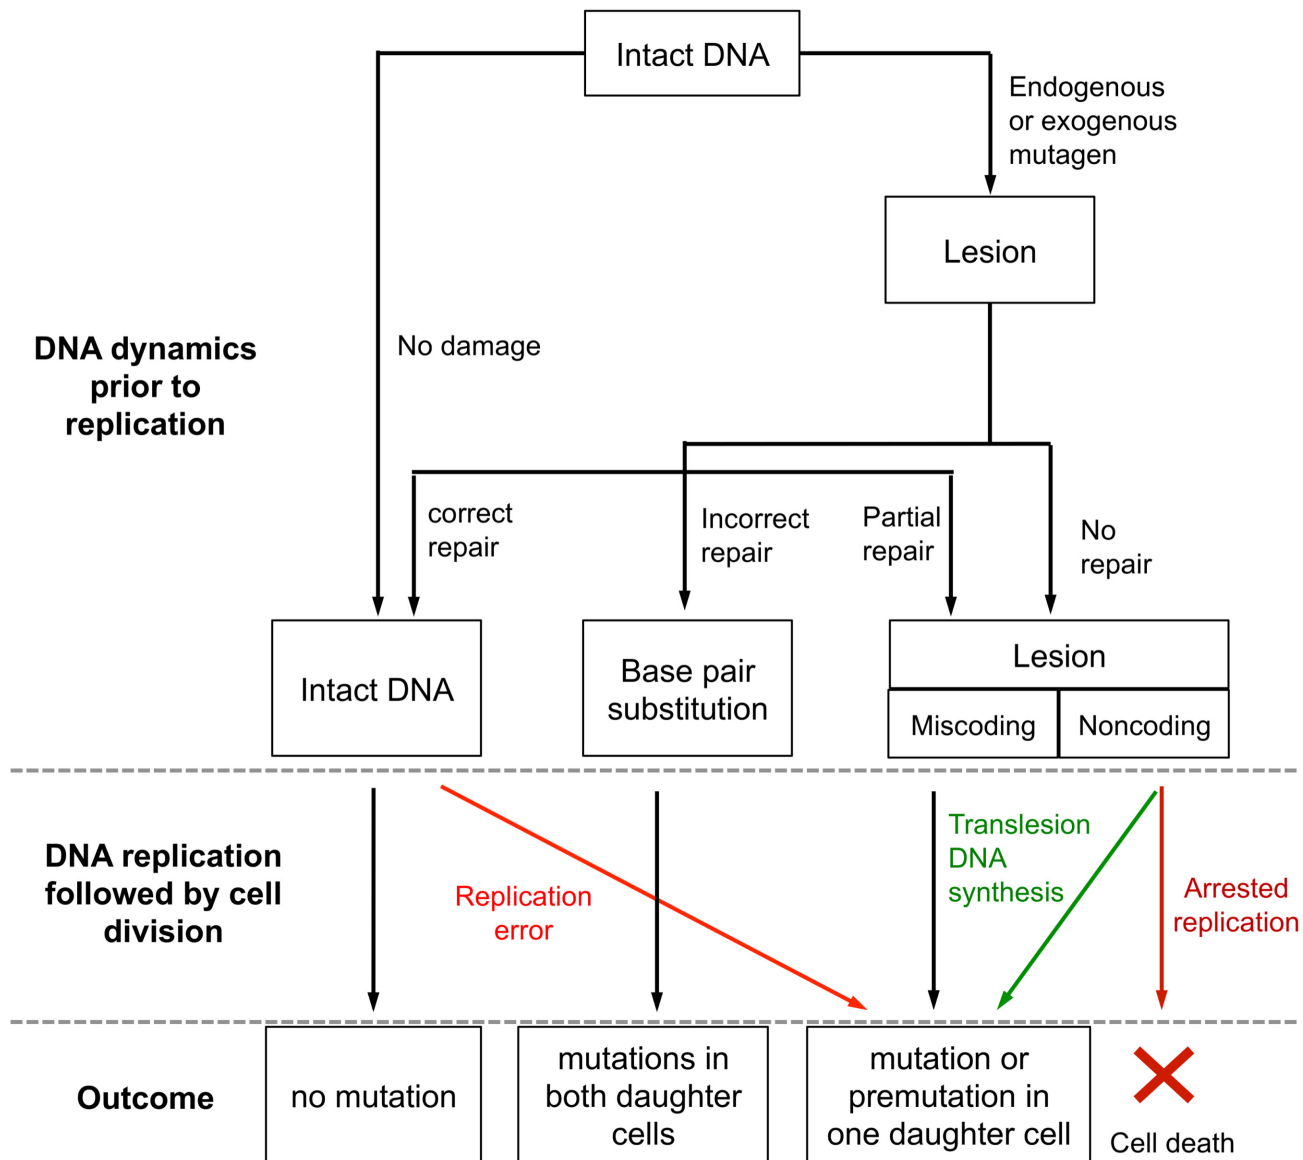 Intact DNA
Endogenous
or exogenous
mutagen
Lesion
DNA dynamics
prior to
replication
No damage
correct
repair
Incorrect
repair
Partial
repair
No
repair
Intact DNA
Base pair
substitution
Lesion
Miscoding
Noncoding
DNA replication
followed by cell
division
Replication
error
Translesion
DNA
synthesis
Arrested
replication
Outcome
no mutation
mutations in
both daughter
cells
mutation or
premutation in
one daughter cell
Cell death